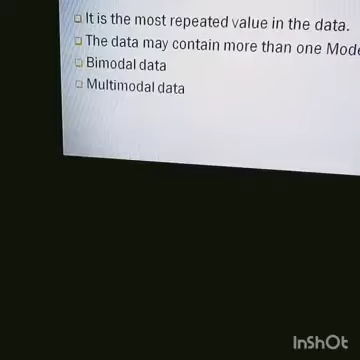 It is the most repeated value in the data.
The data may contain more than one Mode
Bimodal data
Multimodal data
InShOt